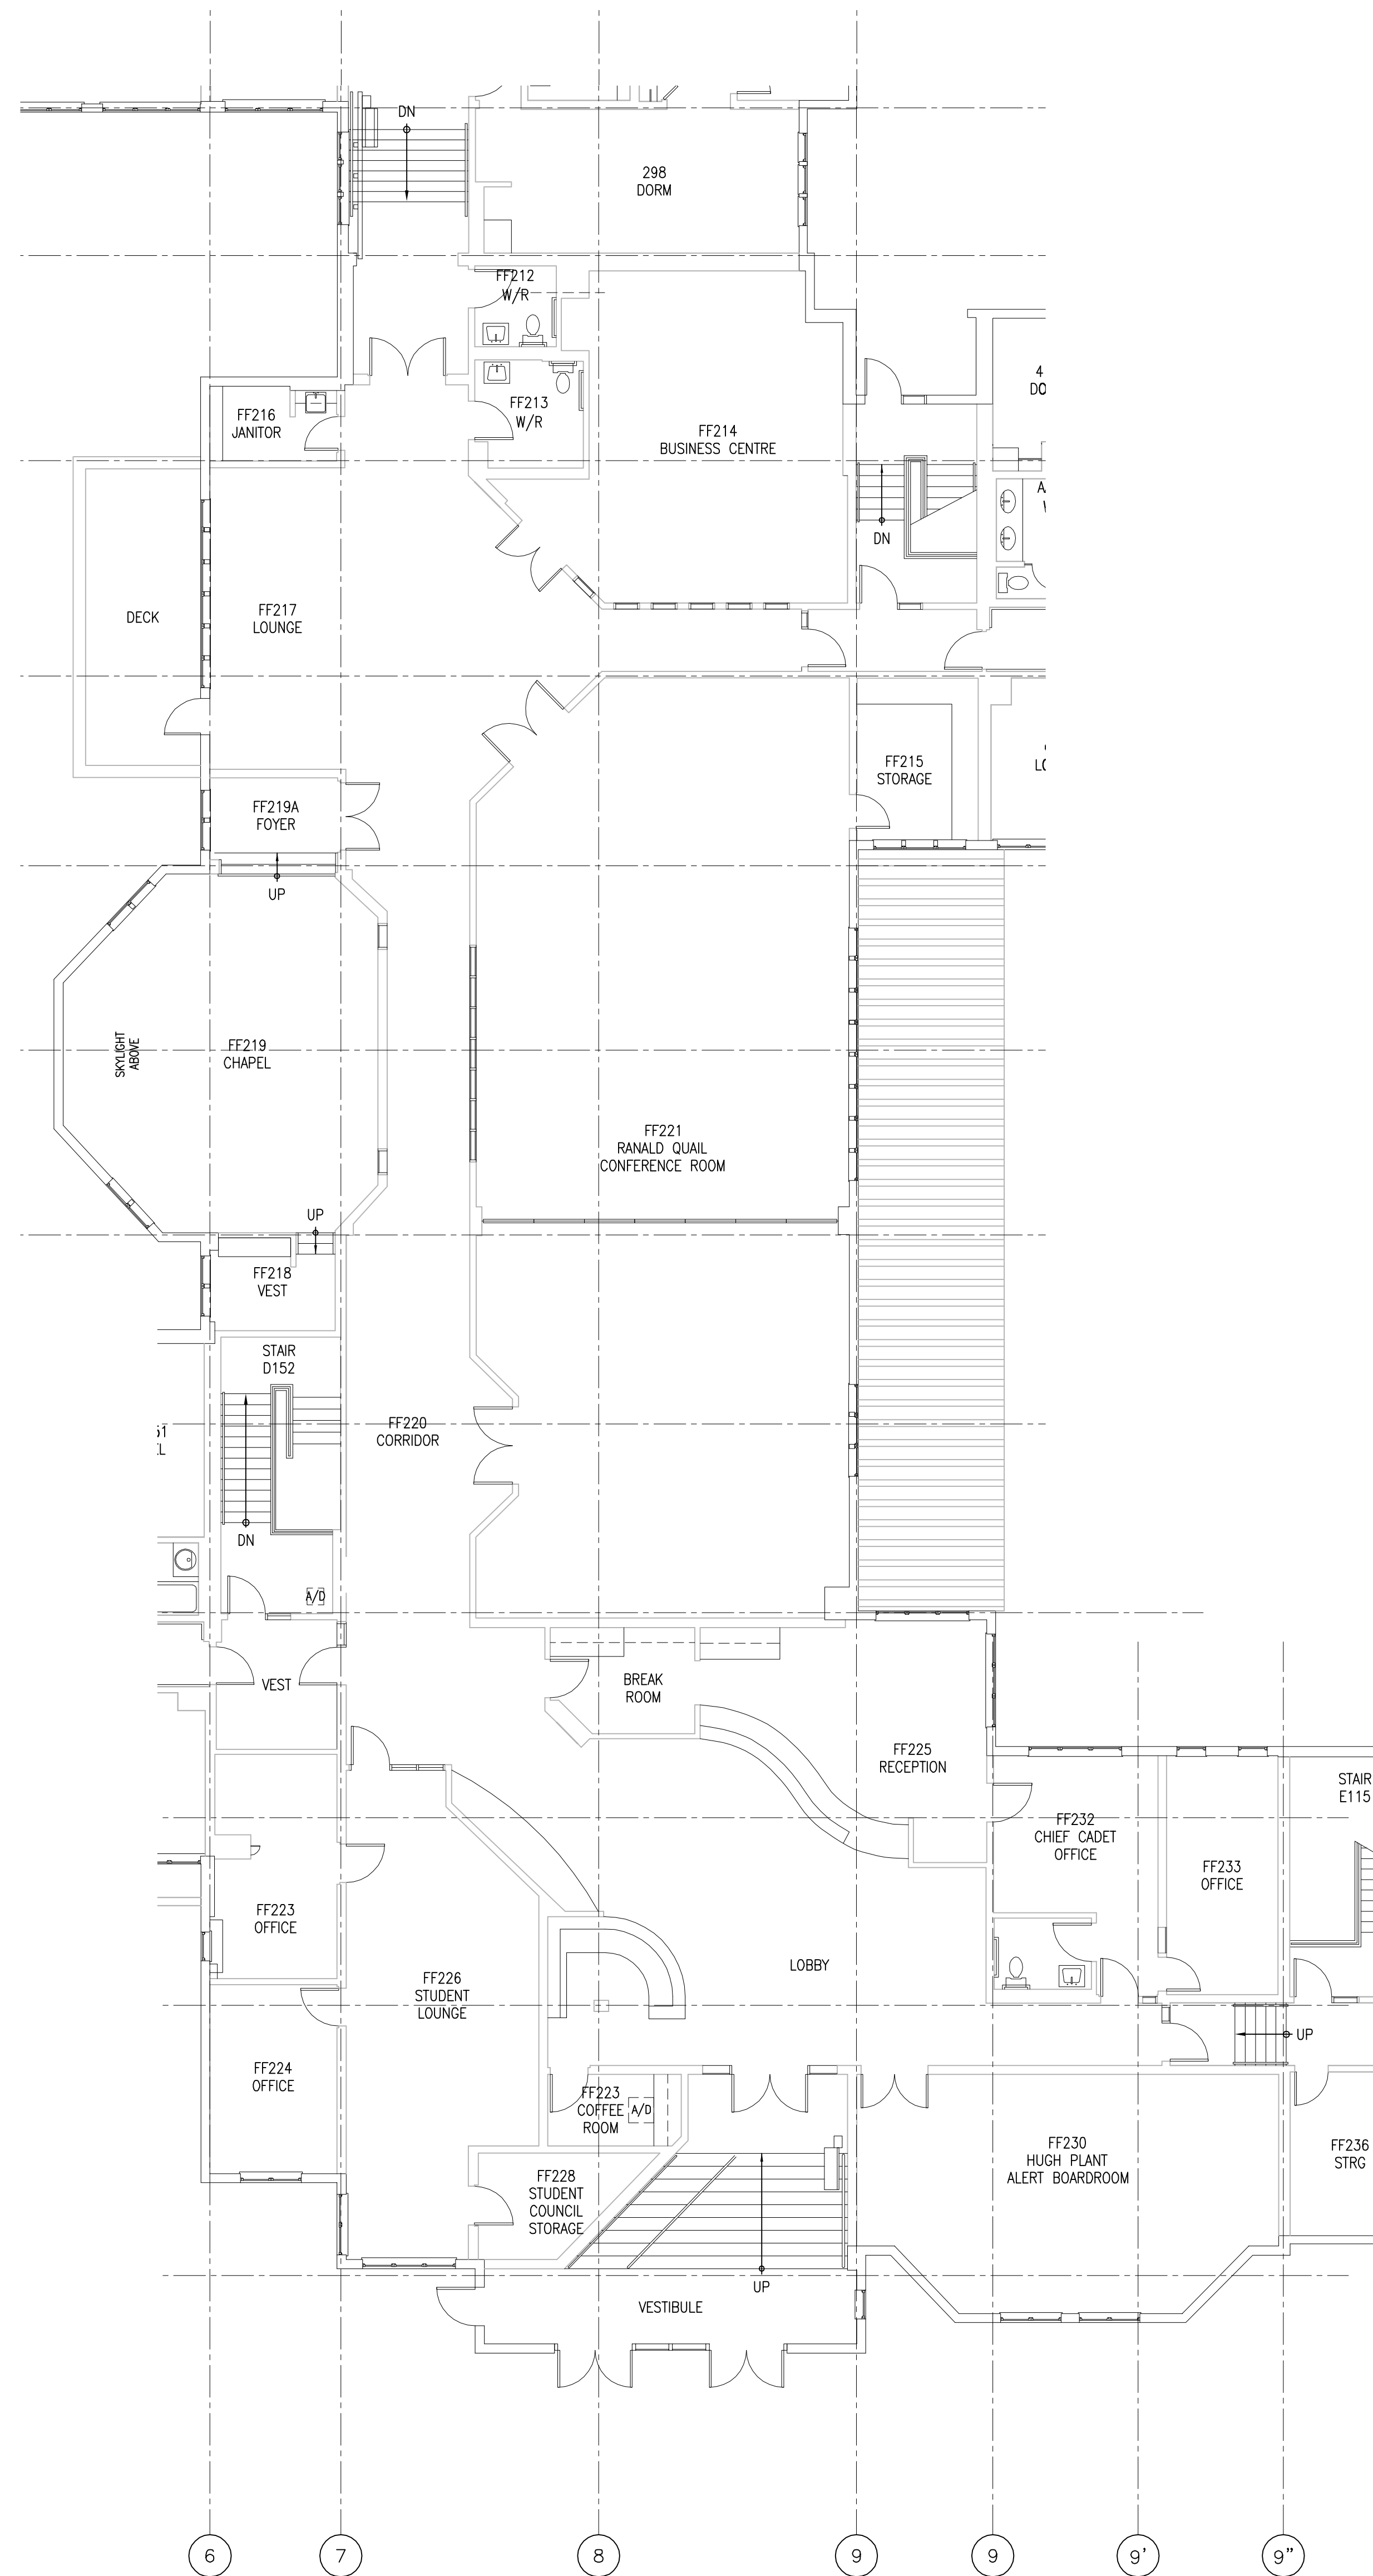 DN
298
DORM
FF212
W/R
FF213
W/R
FF216
JANITOR
FF214
BUSINESS CENTRE
4
DN
DECK
FF217
LOUNGE
FF215
STORAGE
FF219A
FOYER
UP
SKYLIGHT
ABOVE
FF219
CHAPEL
FF221
RANALD QUAIL
CONFERENCE ROOM
UP
FF218
VEST
STAIR
D152
FF220
CORRIDOR
DN
A/D
VEST
BREAK
ROOM
FF225
RECEPTION
STAIR
E115
FF232
CHIEF CADET
OFFICE
FF233
OFFICE
FF223
OFFICE
LOBBY
FF226
STUDENT
LOUNGE
UP
FF224
OFFICE
FF223
COFFEE
ROOM
A/D
FF230
HUGH PLANT
ALERT BOARDROOM
FF236
STRG
FF228
STUDENT
COUNCIL
STORAGE
UP
VESTIBULE
6
7
8
9
9
9'
9"